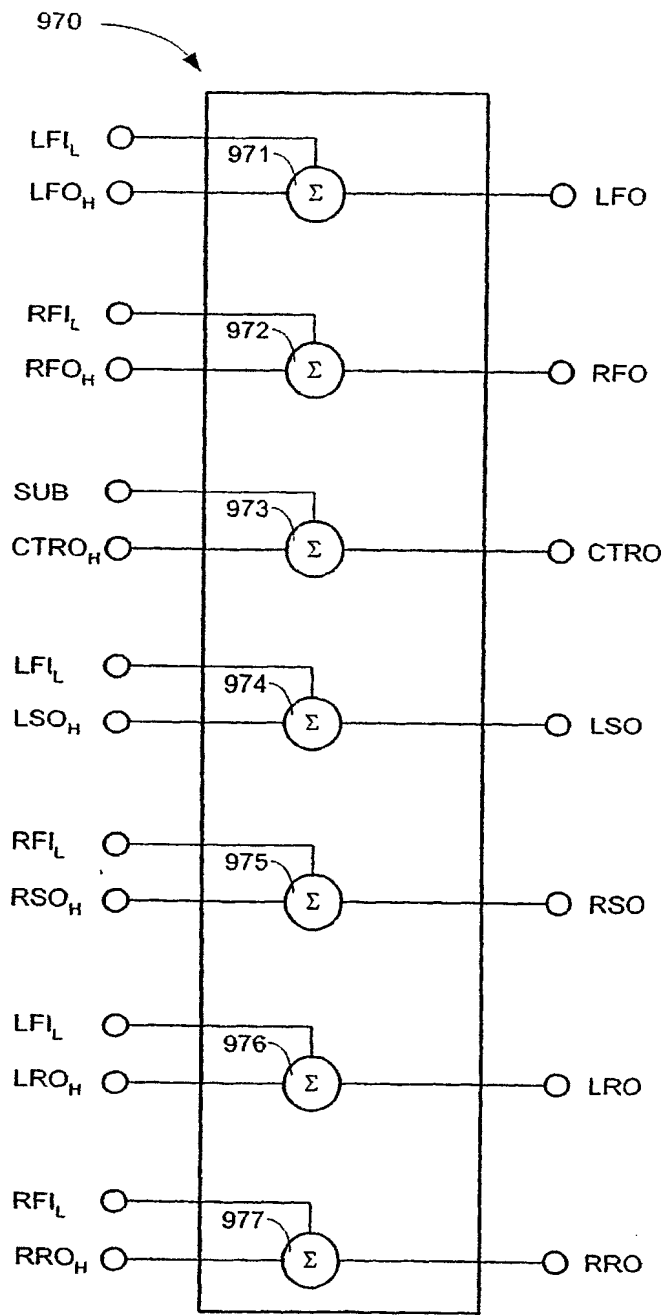 970
LFI_L
971
LFO_H
Σ
LFO
RFI_L
972
RFO_H
Σ
RFO
SUB
973
CTRO_H
Σ
CTRO
LFI_L
974
LSO_H
Σ
LSO
RFI_L
975
RSO_H
Σ
RSO
LFI_L
976
LRO_H
Σ
LRO
RFI_L
977
RRO_H
Σ
RRO